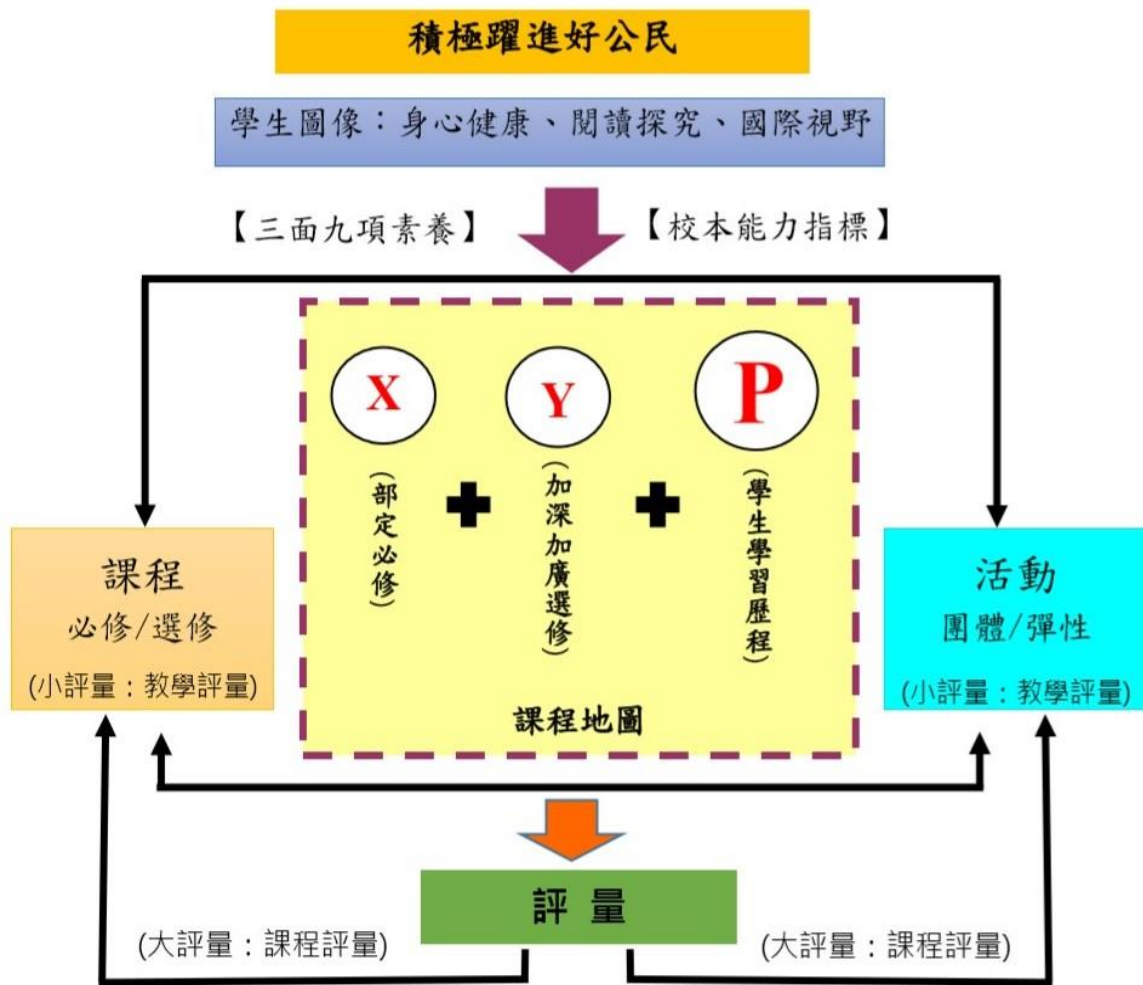 積極躍進好公民
學生圖像：身心健康、閱讀探究、國際視野
【三面九項素養】
【校本能力指標】
X
Y
P
(部定必修)
(加深加廣選修)
(學生學習歷程)
課程地圖
課程
必修/選修
(小評量：教學評量)
活動
團體/彈性
(小評量：教學評量)
評量
(大評量：課程評量)
(大評量：課程評量)